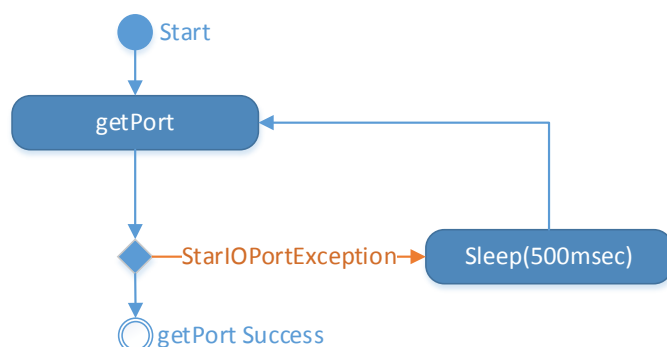 Start
getPort
StarIOPortException
Sleep(500msec)
getPort Success